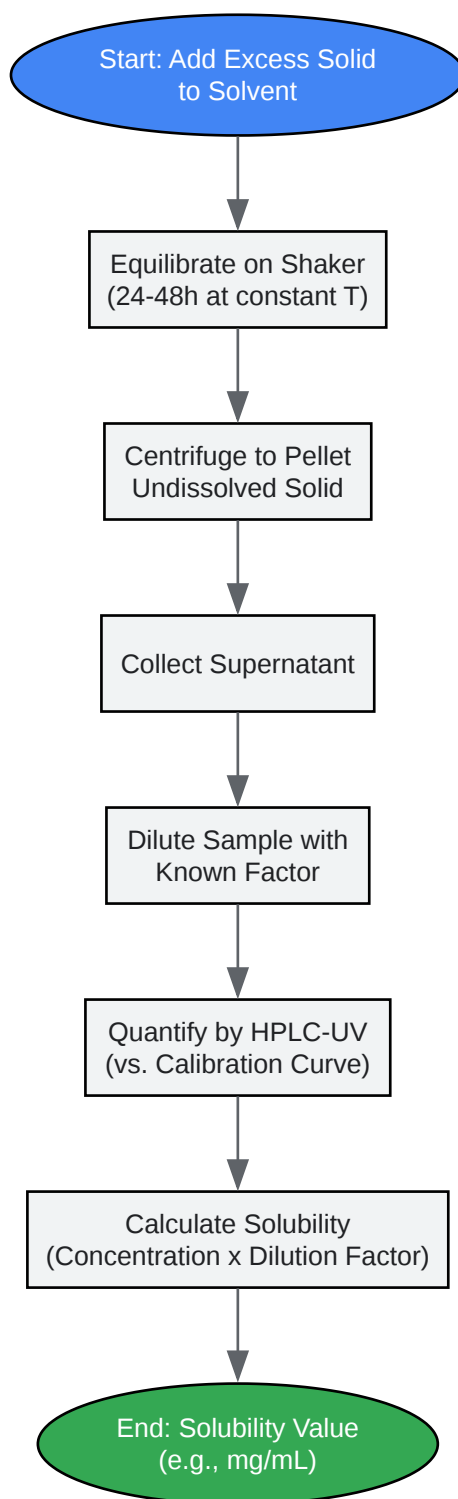 Start: Add Excess Solid
to Solvent
Equilibrate on Shaker
(24-48h at constant T)
Centrifuge to Pellet
Undissolved Solid
Collect Supernatant
Dilute Sample with
Known Factor
Quantify by HPLC-UV
(vs. Calibration Curve)
Calculate Solubility
(Concentration x Dilution Factor)
End: Solubility Value
(e.g., mg/mL)